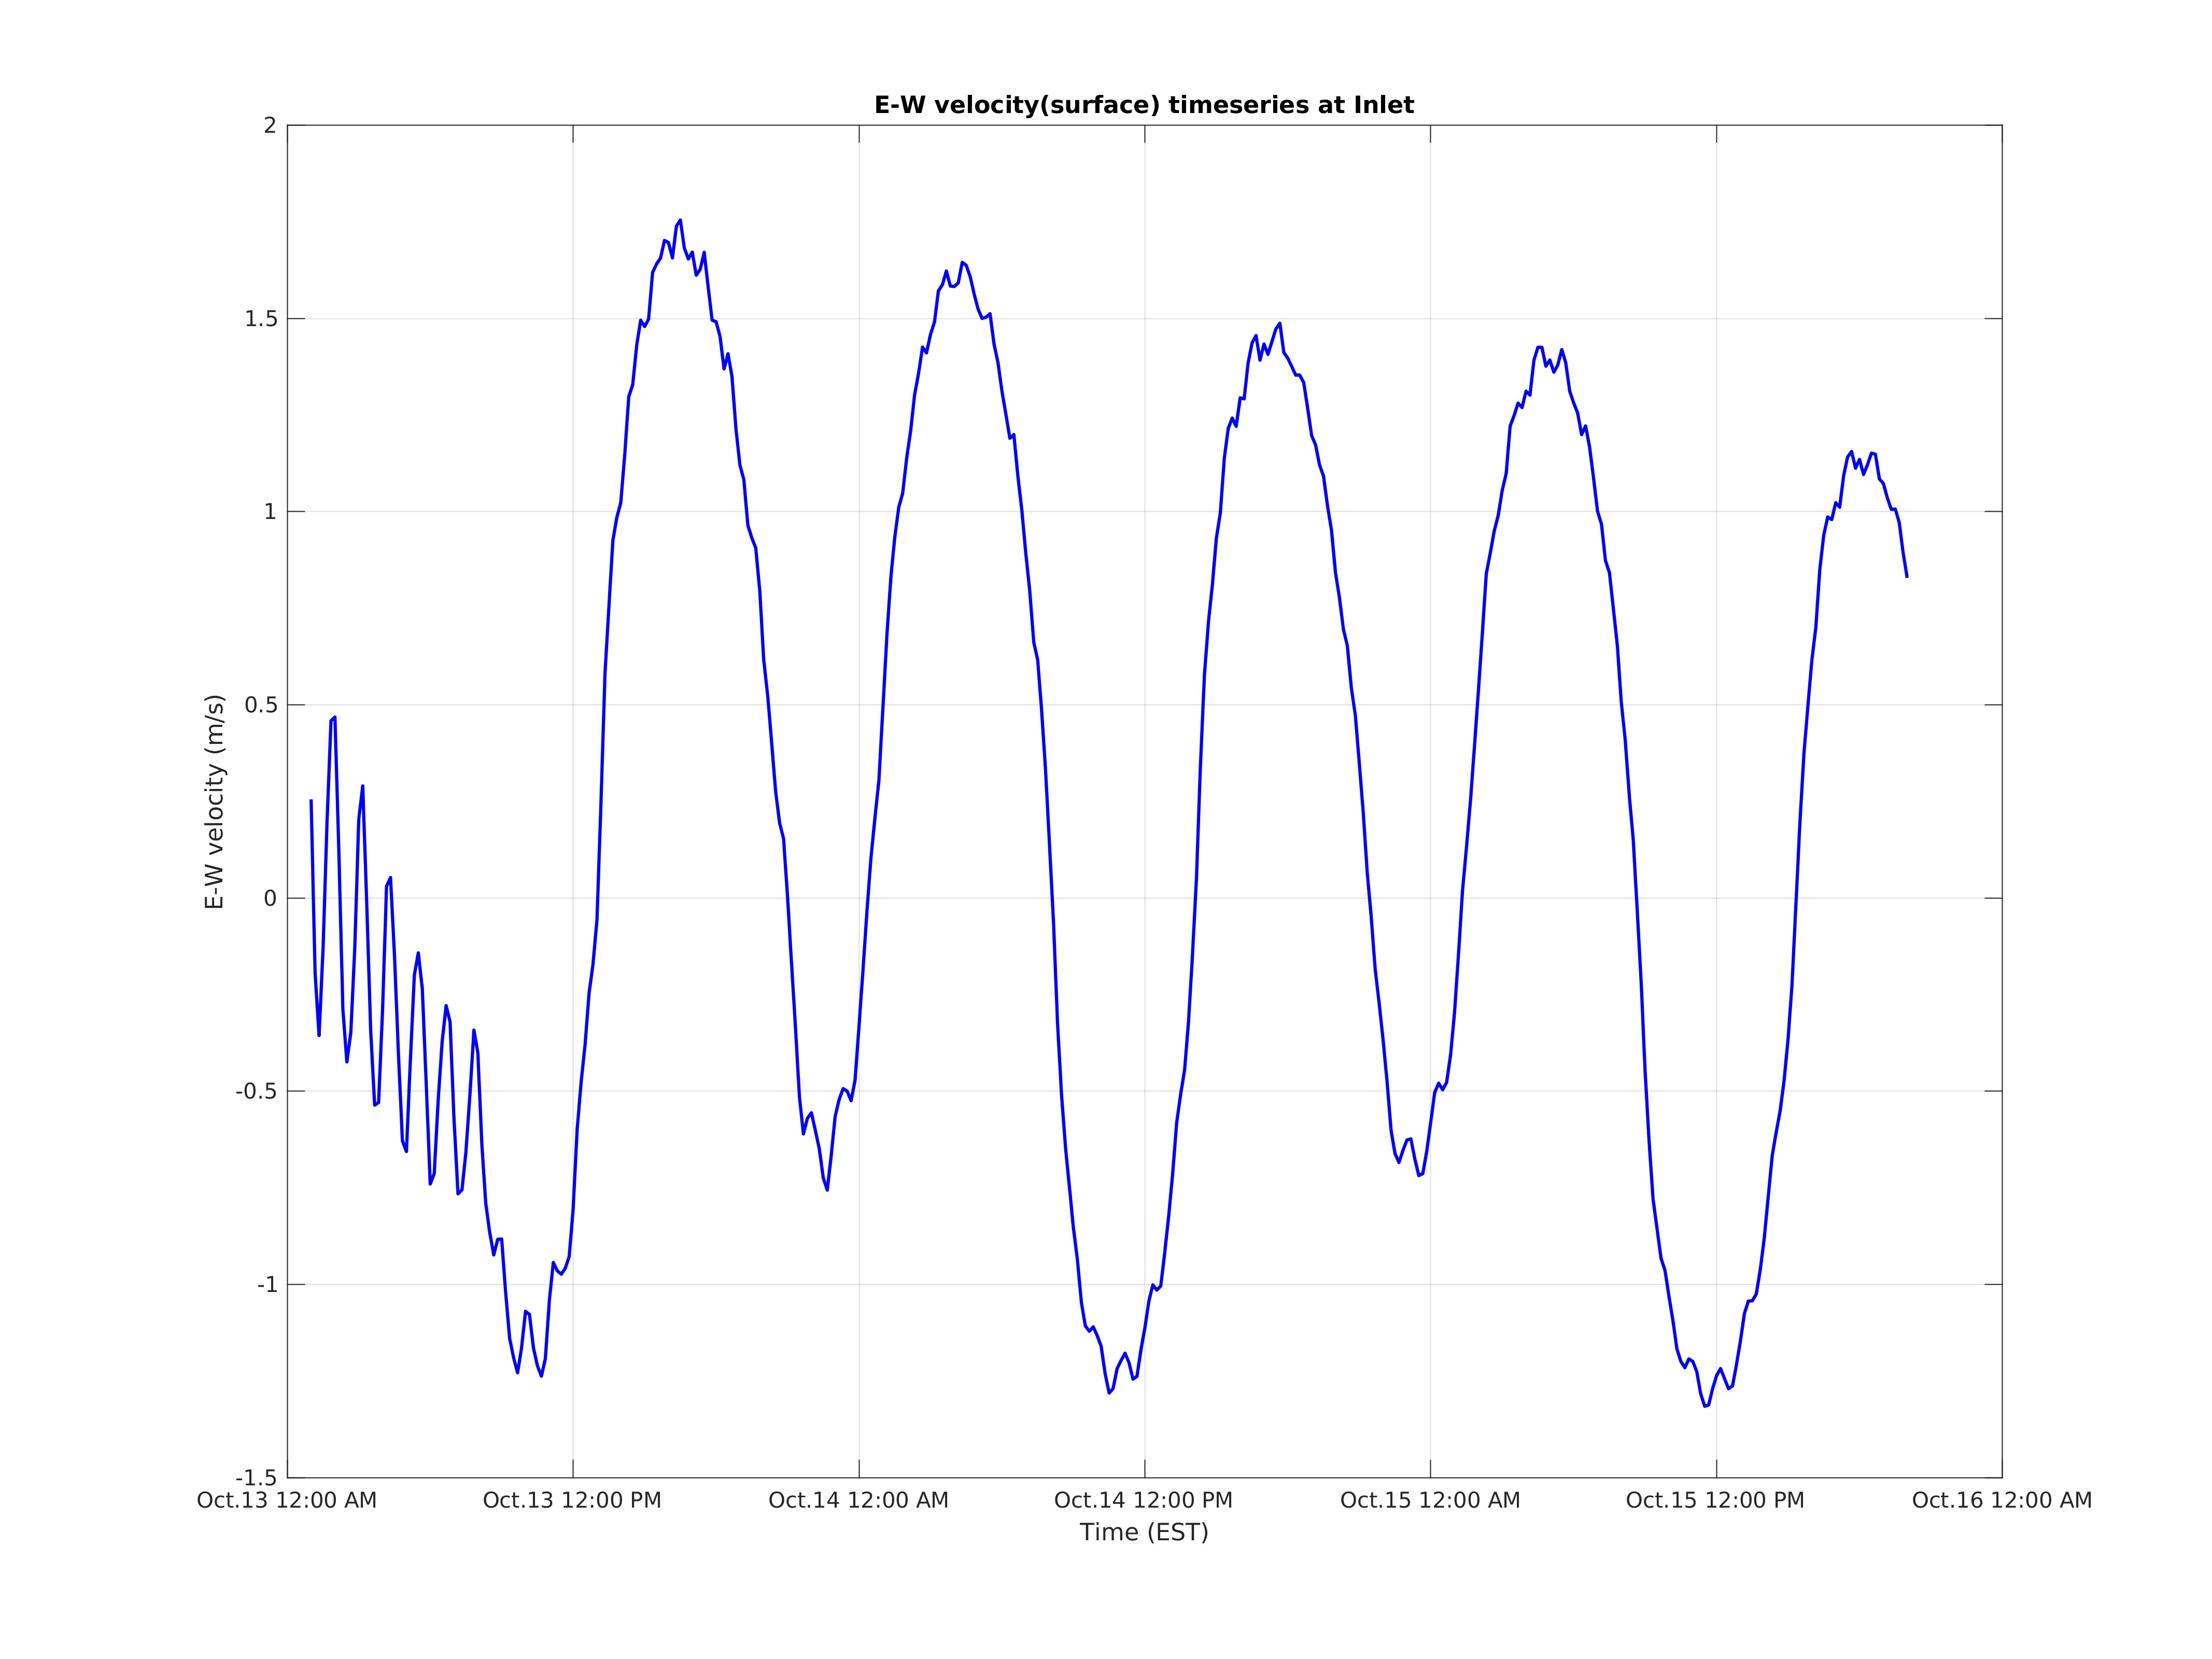 E-W velocity(surface) timeseries at Inlet
2
1.5
1
0.5
0
-0.5
-1
-1.5
E-W velocity (m/s)
Oct.13 12:00 AM
Oct.13 12:00 PM
Oct.14 12:00 AM
Oct.14 12:00 PM
Oct.15 12:00 AM
Oct.15 12:00 PM
Oct.16 12:00 AM
Time (EST)